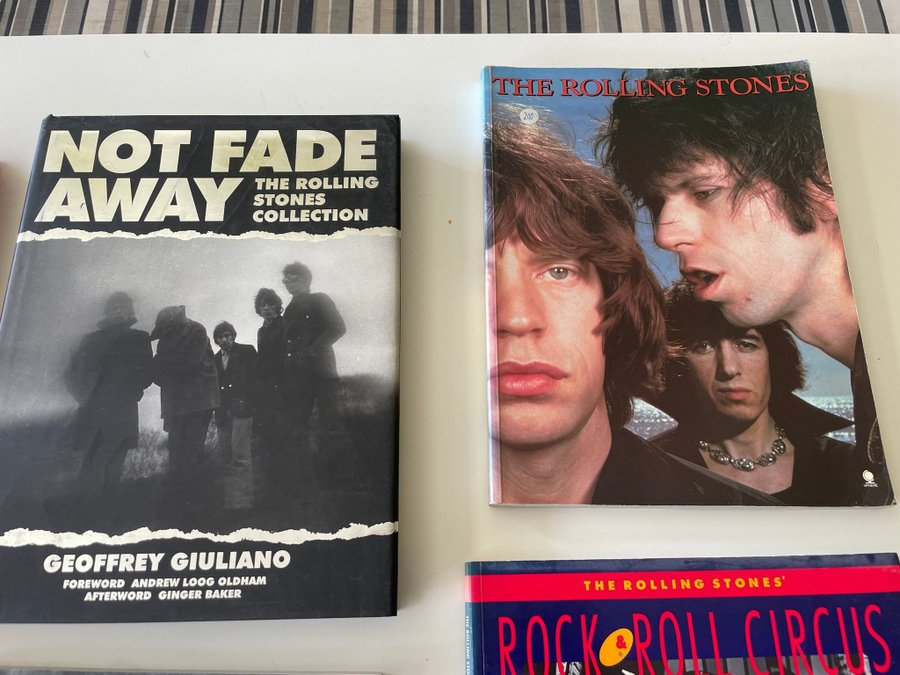 NOT FADE
AWAY
THE ROLLING
STONES
COLLECTION
GEOFFREY GIULIANO
FOREWORD ANDREW LOOG OLDHAM
AFTERWORD GINGER BAKER
THE ROLLING STONES
200
THE ROLLING STONES'
ROCK & ROLL CIRCUS